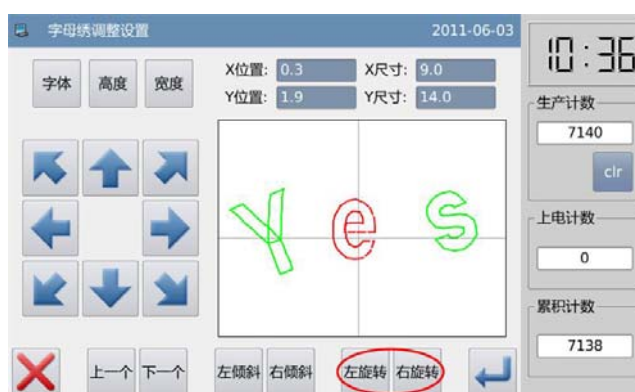 字母绣调整设置 2011-06-03
10:36
字体 高度 宽度
X位置: 0.3 X尺寸: 9.0
Y位置: 1.9 Y尺寸: 14.0
生产计数
7140
clr
Yes
上电计数
0
累积计数
7138
上一个 下一个 左倾斜 右倾斜 左旋转 右旋转